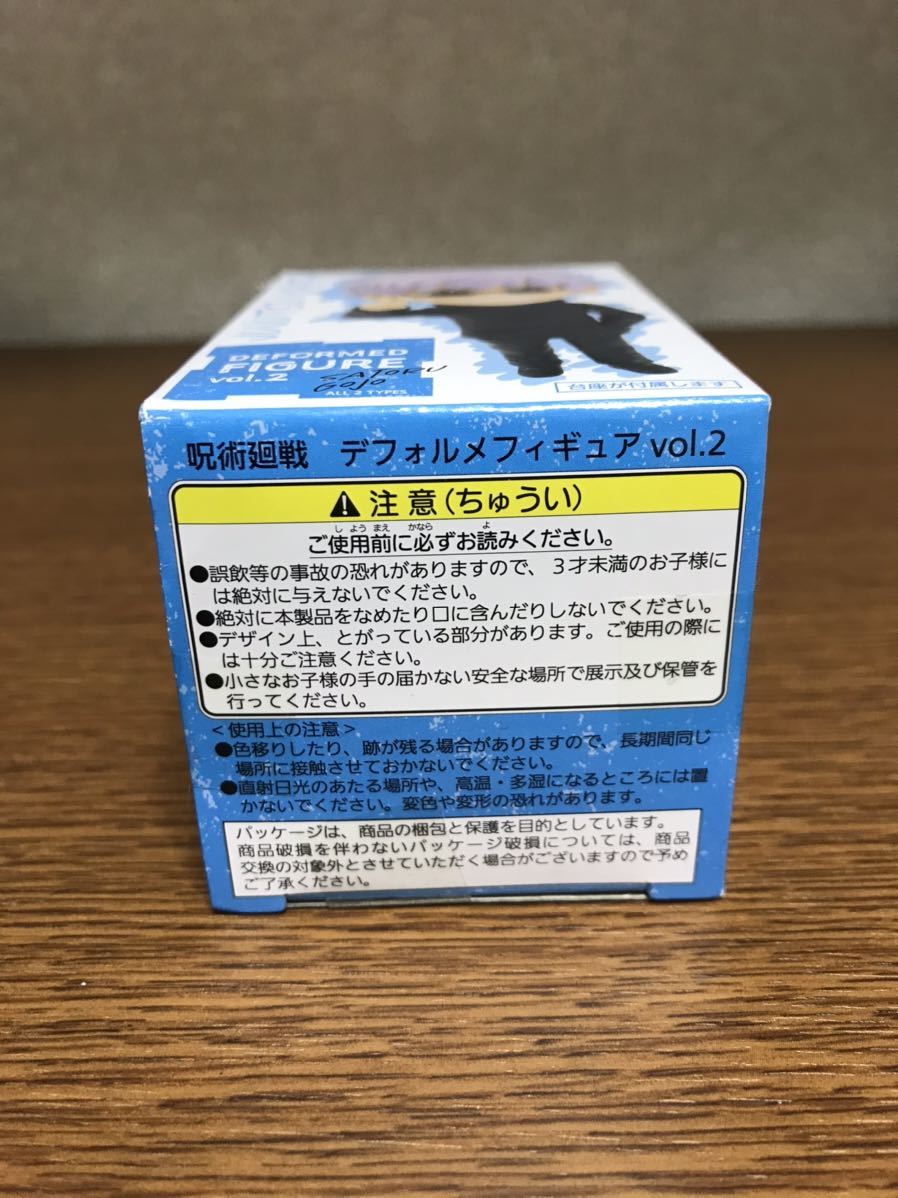 DEFORMED
FIGURE
vol.2
SATORU
Gojo
ALL 2 TYPES
台座が付属します
呪術廻戦 デフォルメフィギュア vol.2
注意(ちゅうい)
しようまえ かなら よ
ご使用前に必ずお読みください。
●誤飲等の事故の恐れがありますので、3才未満のお子様に
は絶対に与えないでください。
●絶対に本製品をなめたり口に含んだりしないでください。
●デザイン上、とがっている部分があります。ご使用の際に
は十分ご注意ください。
●小さなお子様の手の届かない安全な場所で展示及び保管を
行ってください。
<使用上の注意>
●色移りしたり、跡が残る場合がありますので、長期間同じ
場所に接触させておかないでください。
●直射日光のあたる場所や、高温・多湿になるところには置
かないでください。変色や変形の恐れがあります。
パッケージは、商品の梱包と保護を目的としています。
商品破損を伴わないパッケージ破損については、商品
交換の対象外とさせていただく場合がございますので予め
ご了承ください。